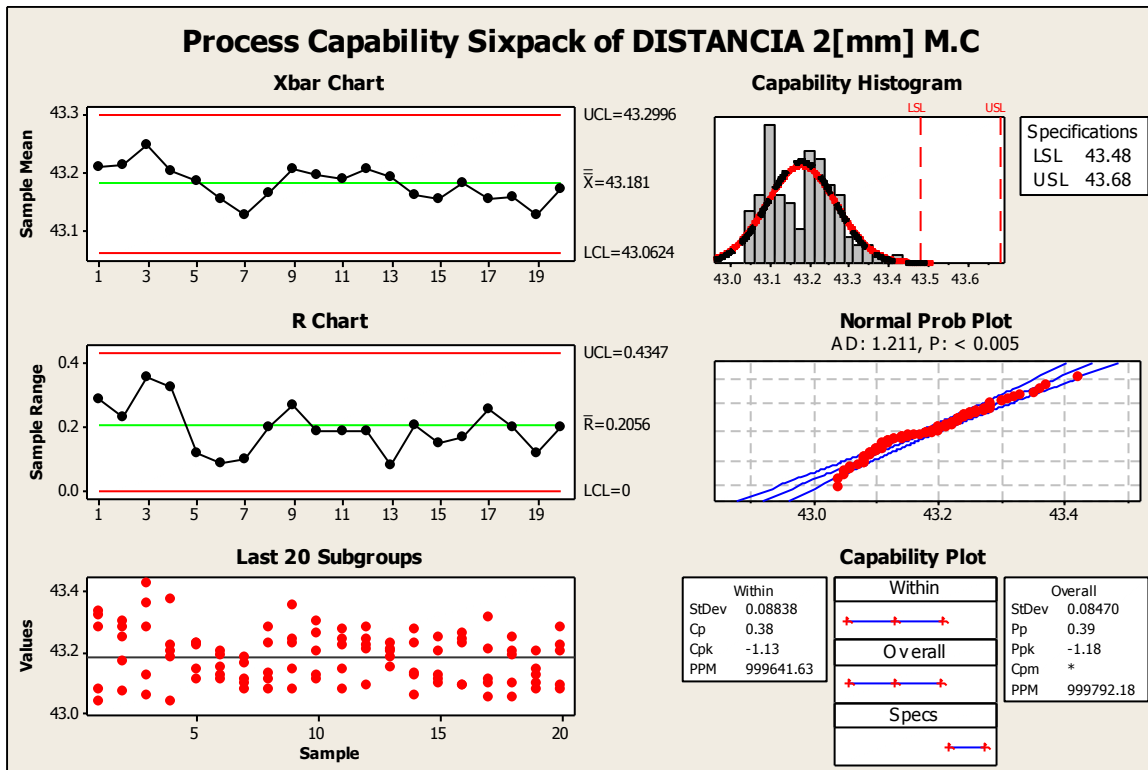 Process Capability Sixpack of DISTANCIA 2[mm] M.C
Xbar Chart
Sample Mean
43.3
43.2
43.1
1 3 5 7 9 11 13 15 17 19
UCL=43.2996
X=43.181
LCL=43.0624
R Chart
Sample Range
0.4
0.2
0.0
1 3 5 7 9 11 13 15 17 19
UCL=0.4347
R=0.2056
LCL=0
Last 20 Subgroups
Values
43.4
43.2
43.0
5 10 15 20
Sample
Capability Histogram
LSL USL
43.0 43.1 43.2 43.3 43.4 43.5 43.6
Specifications
LSL 43.48
USL 43.68
Normal Prob Plot
AD: 1.211, P: < 0.005
43.0 43.2 43.4
Capability Plot
Within
StDev 0.08838
Cp 0.38
Cpk -1.13
PPM 999641.63
Within
Overall
Specs
Overall
StDev 0.08470
Pp 0.39
Ppk -1.18
Cpm *
PPM 999792.18